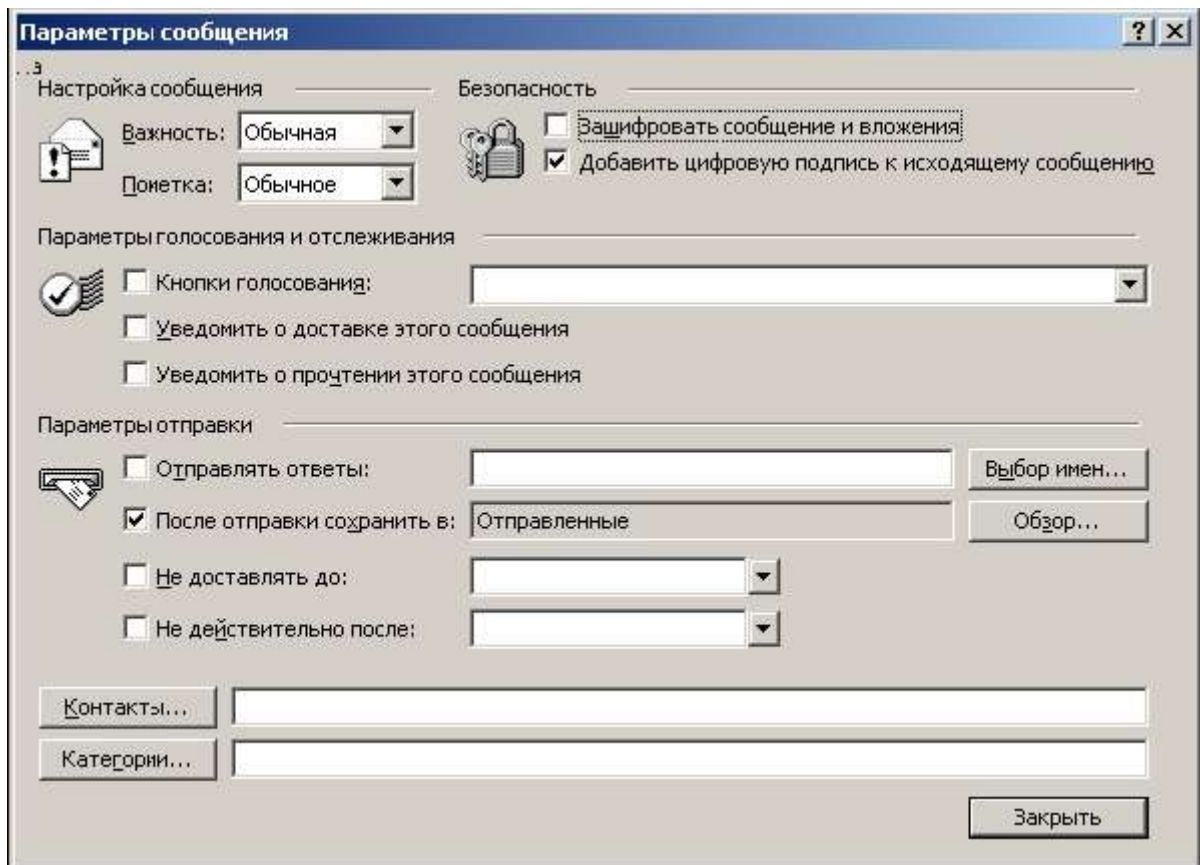 Параметры сообщения
..з
Настройка сообщения
Безопасность
Важность: Обычная
Зашифровать сообщение и вложения
Пометка: Обычное
Добавить цифровую подпись к исходящему сообщению
Параметры голосования и отслеживания
Кнопки голосования:
Уведомить о доставке этого сообщения
Уведомить о прочтении этого сообщения
Параметры отправки
Отправлять ответы:
Выбор имен...
После отправки сохранить в: Отправленные
Обзор...
Не доставлять до:
Не действительно после:
Контакты...
Категории...
Закрыть